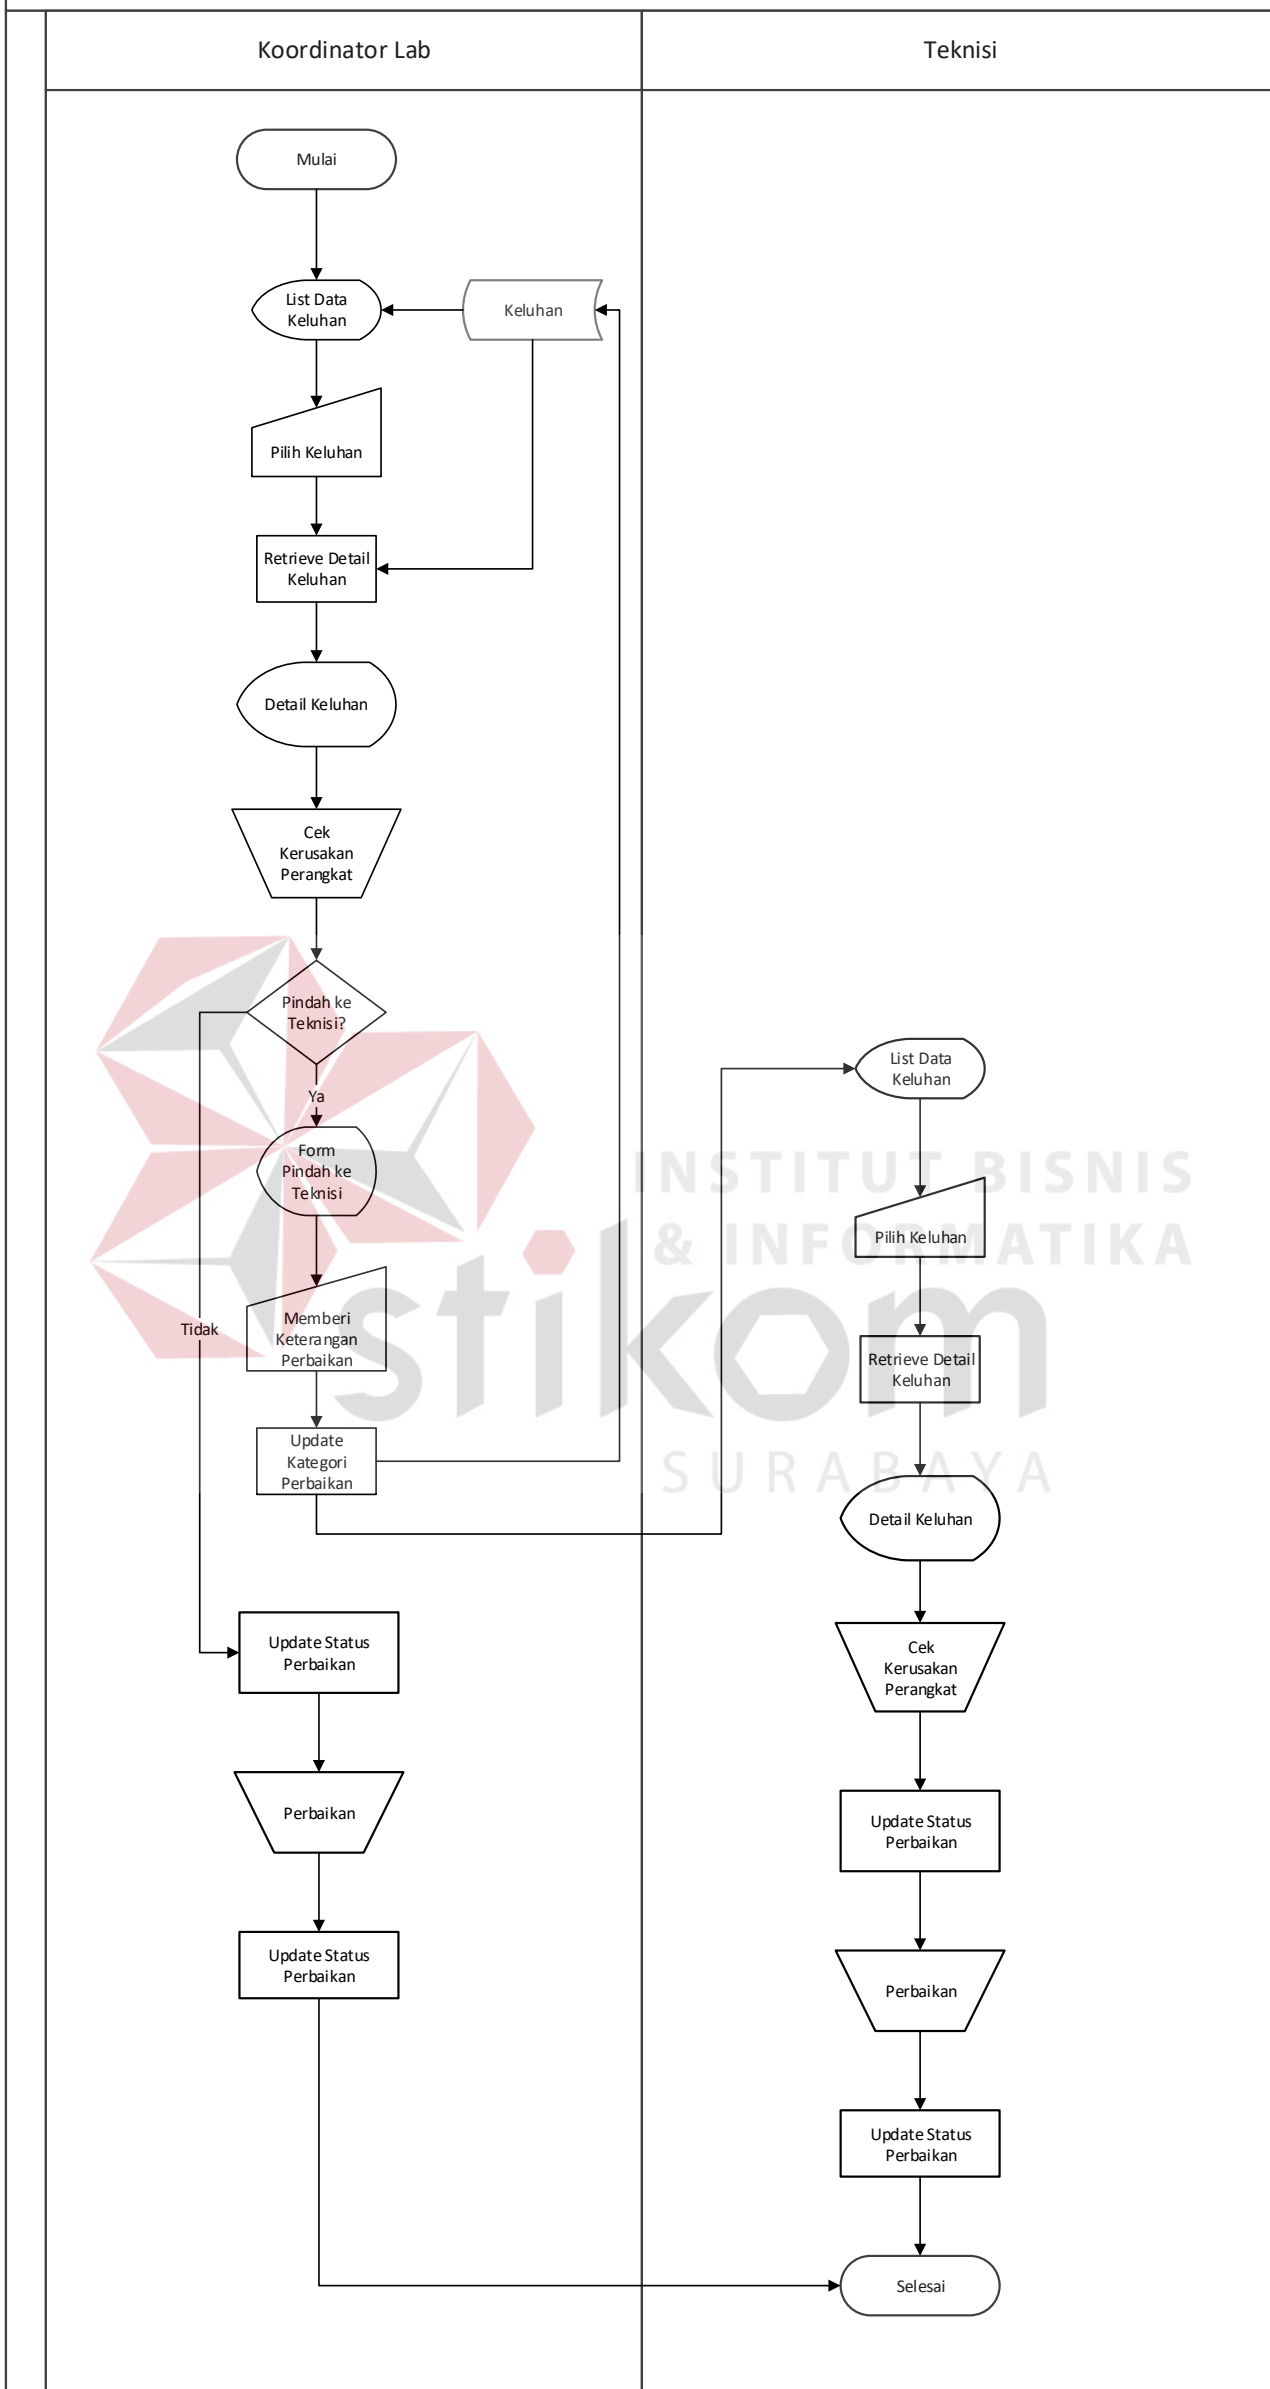 Koordinator Lab
Teknisi
Mulai
List Data
Keluhan
Keluhan
Pilih Keluhan
Retrieve Detail
Keluhan
Detail Keluhan
Cek
Kerusakan
Perangkat
Pindah ke
Teknisi?
Ya
Form
Pindah ke
Teknisi
Tidak
Memberi
Keterangan
Perbaikan
Update
Kategori
Perbaikan
Update Status
Perbaikan
Perbaikan
Update Status
Perbaikan
List Data
Keluhan
Pilih Keluhan
Retrieve Detail
Keluhan
Detail Keluhan
Cek
Kerusakan
Perangkat
Update Status
Perbaikan
Perbaikan
Update Status
Perbaikan
Selesai
INSTITUT BISNIS
& INFORMATIKA
stikom
SURABAYA